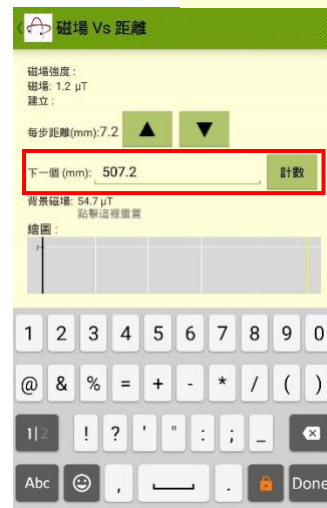 磁場 Vs 距離
磁場強度 :
磁場: 1.2 μT
建立 :
每步距離(mm):7.2 ▲ ▼
下一個 (mm): 507.2 計數
背景磁場: 54.7 μT
點擊這裡重置
繪圖 :
1 2 3 4 5 6 7 8 9 0
@ & % = + - * / ( )
1|2 ! ? ' " : ; _
Abc , . Done